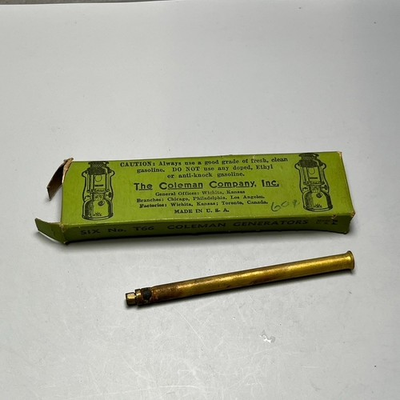 CAUTION: Always use a good grade of fresh, clean
gasoline. DO NOT use any doped, Ethyl
or anti-knock gasoline.
The Coleman Company, Inc.
General Offices: Wichita, Kansas
Branches: Chicago, Philadelphia, Los Angeles,
Factories: Wichita, Kansas; Toronto, Canada.
MADE IN U. S. A.
SIX No. T66 COLEMAN GENERATORS